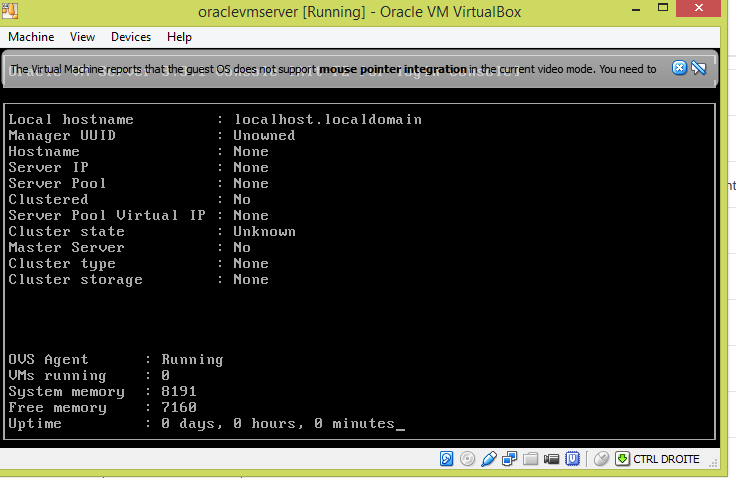 oraclevmserver [Running] - Oracle VM VirtualBox
Machine View Devices Help
The Virtual Machine reports that the guest OS does not support mouse pointer integration in the current video mode. You need to
Local hostname : localhost.localdomain
Manager UUID : Unowned
Hostname : None
Server IP : None
Server Pool : None
Clustered : No
Server Pool Virtual IP : None
Cluster state : Unknown
Master Server : No
Cluster type : None
Cluster storage : None
OVS Agent : Running
VMs running : 0
System memory : 8191
Free memory : 7160
Uptime : 0 days, 0 hours, 0 minutes_
CTRL DROITE